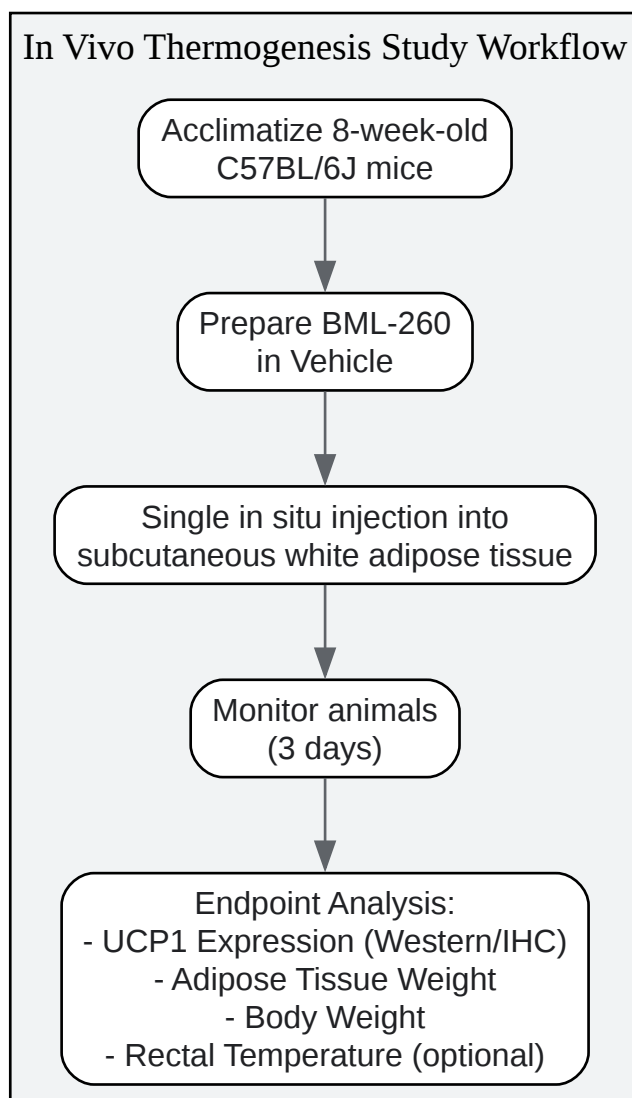 In Vivo Thermogenesis Study Workflow
Acclimatize 8-week-old
C57BL/6J mice
Prepare BML-260
in Vehicle
Single in situ injection into
subcutaneous white adipose tissue
Monitor animals
(3 days)
Endpoint Analysis:
- UCP1 Expression (Western/IHC)
- Adipose Tissue Weight
- Body Weight
- Rectal Temperature (optional)